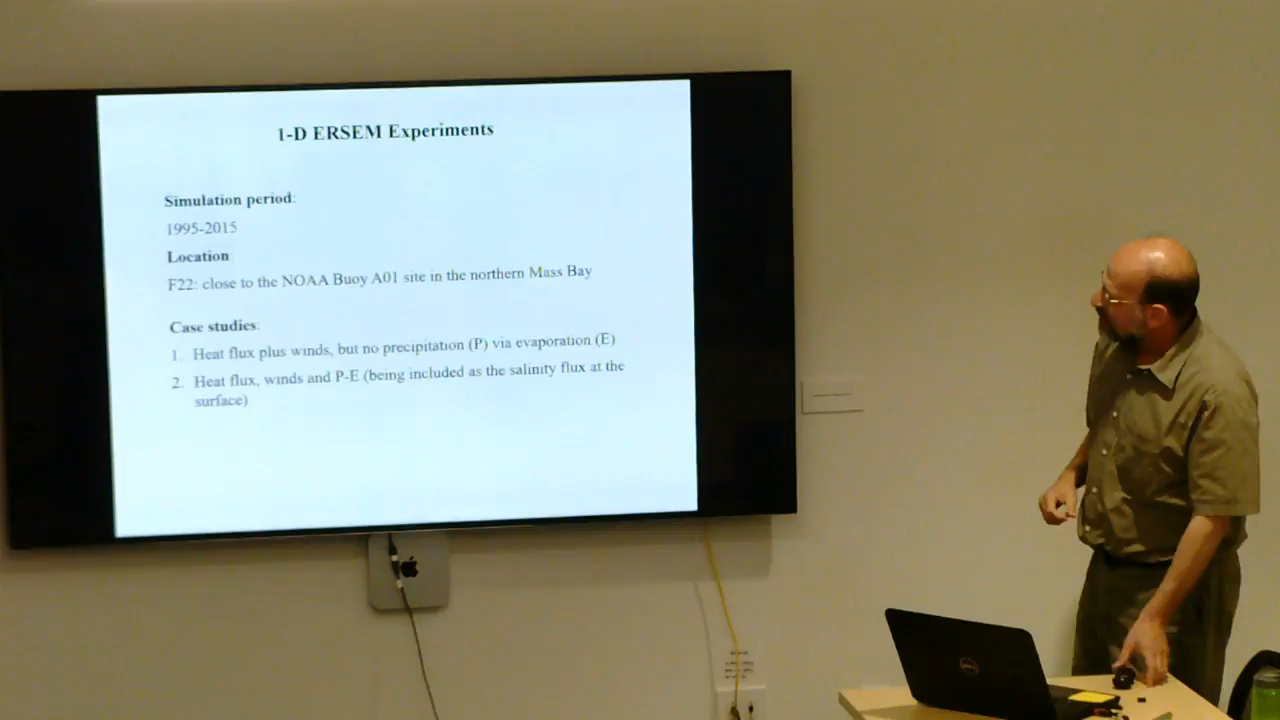 1-D ERSEM Experiments
Simulation period:
1995-2015
Location:
F22: close to the NOAA Buoy A01 site in the northern Mass Bay
Case studies:
1. Heat flux plus winds, but no precipitation (P) via evaporation (E)
2. Heat flux, winds and P-E (being included as the salinity flux at the
surface)
DELL